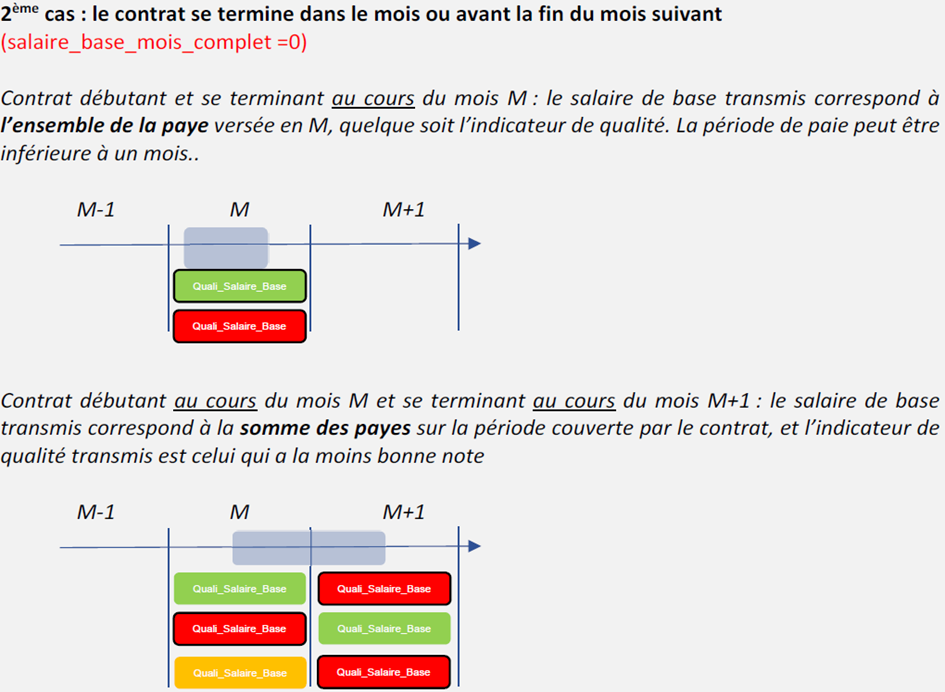 2ème cas : le contrat se termine dans le mois ou avant la fin du mois suivant
(salaire_base_mois_complet =0)
Contrat débutant et se terminant au cours du mois M : le salaire de base transmis correspond à
l’ensemble de la paye versée en M, quelque soit l’indicateur de qualité. La période de paie peut être
inférieure à un mois..
M-1 M M+1
Quali_Salaire_Base
Quali_Salaire_Base
Contrat débutant au cours du mois M et se terminant au cours du mois M+1 : le salaire de base
transmis correspond à la somme des payes sur la période couverte par le contrat, et l’indicateur de
qualité transmis est celui qui a la moins bonne note
M-1 M M+1
Quali_Salaire_Base Quali_Salaire_Base
Quali_Salaire_Base Quali_Salaire_Base
Quali_Salaire_Base Quali_Salaire_Base